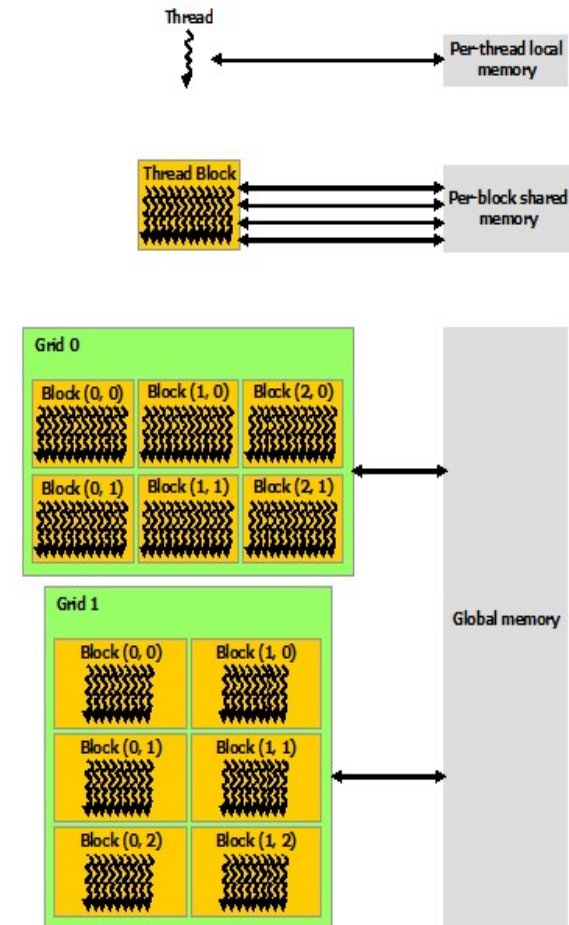 Thread
Per-thread local
memory
Thread Block
Per-block shared
memory
Grid 0
Block (0, 0)
Block (1, 0)
Block (2, 0)
Block (0, 1)
Block (1, 1)
Block (2, 1)
Grid 1
Global memory
Block (0, 0)
Block (1, 0)
Block (0, 1)
Block (1, 1)
Block (0, 2)
Block (1, 2)